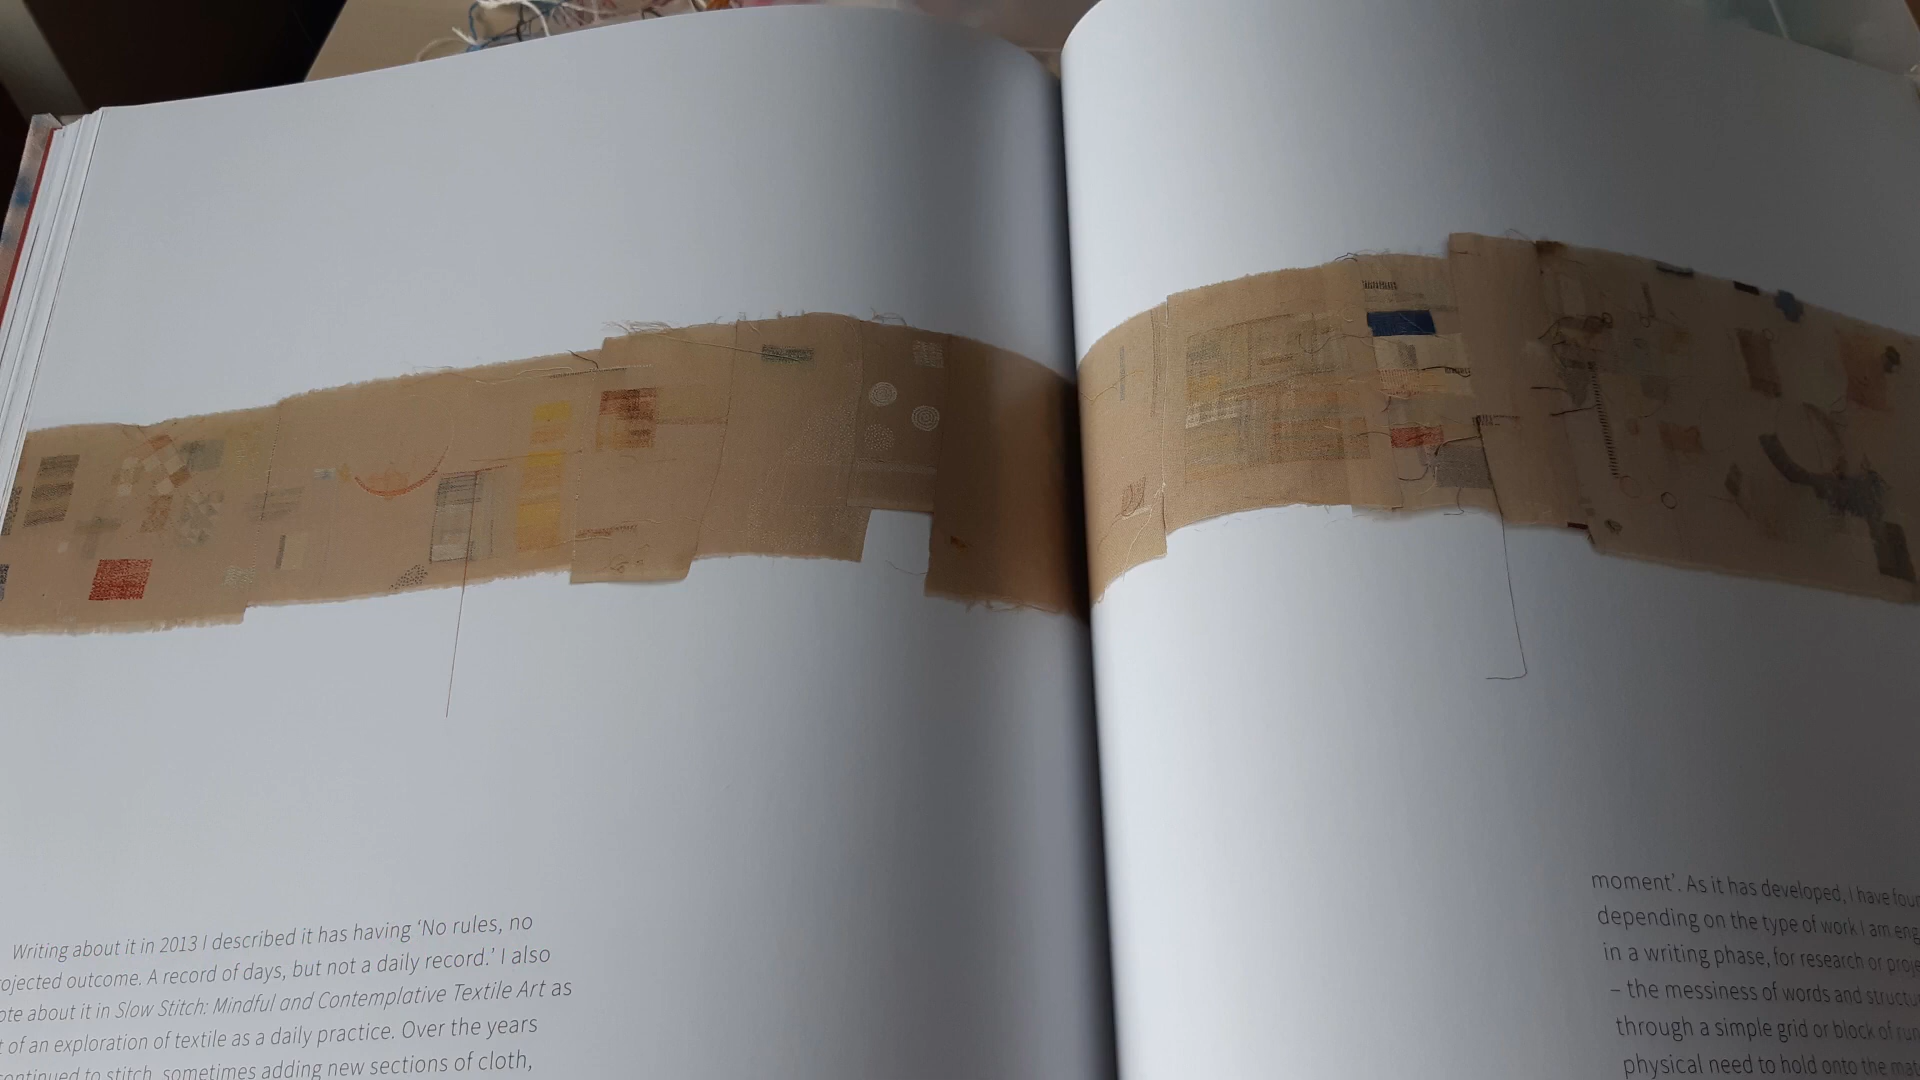 Writing about it in 2013 I described it has having ‘No rules, no
outcome. A record of days, but not a daily record.’ I also
about it in Slow Stitch: Mindful and Contemplative Textile Art as
of an exploration of textile as a daily practice. Over the years
to stitch, sometimes adding new sections of cloth,
moment’. As it has developed, I have
depending on the type of work I am
in a writing phase, for research or
– the messiness of words and
through a simple grid or block of
physical need to hold onto the